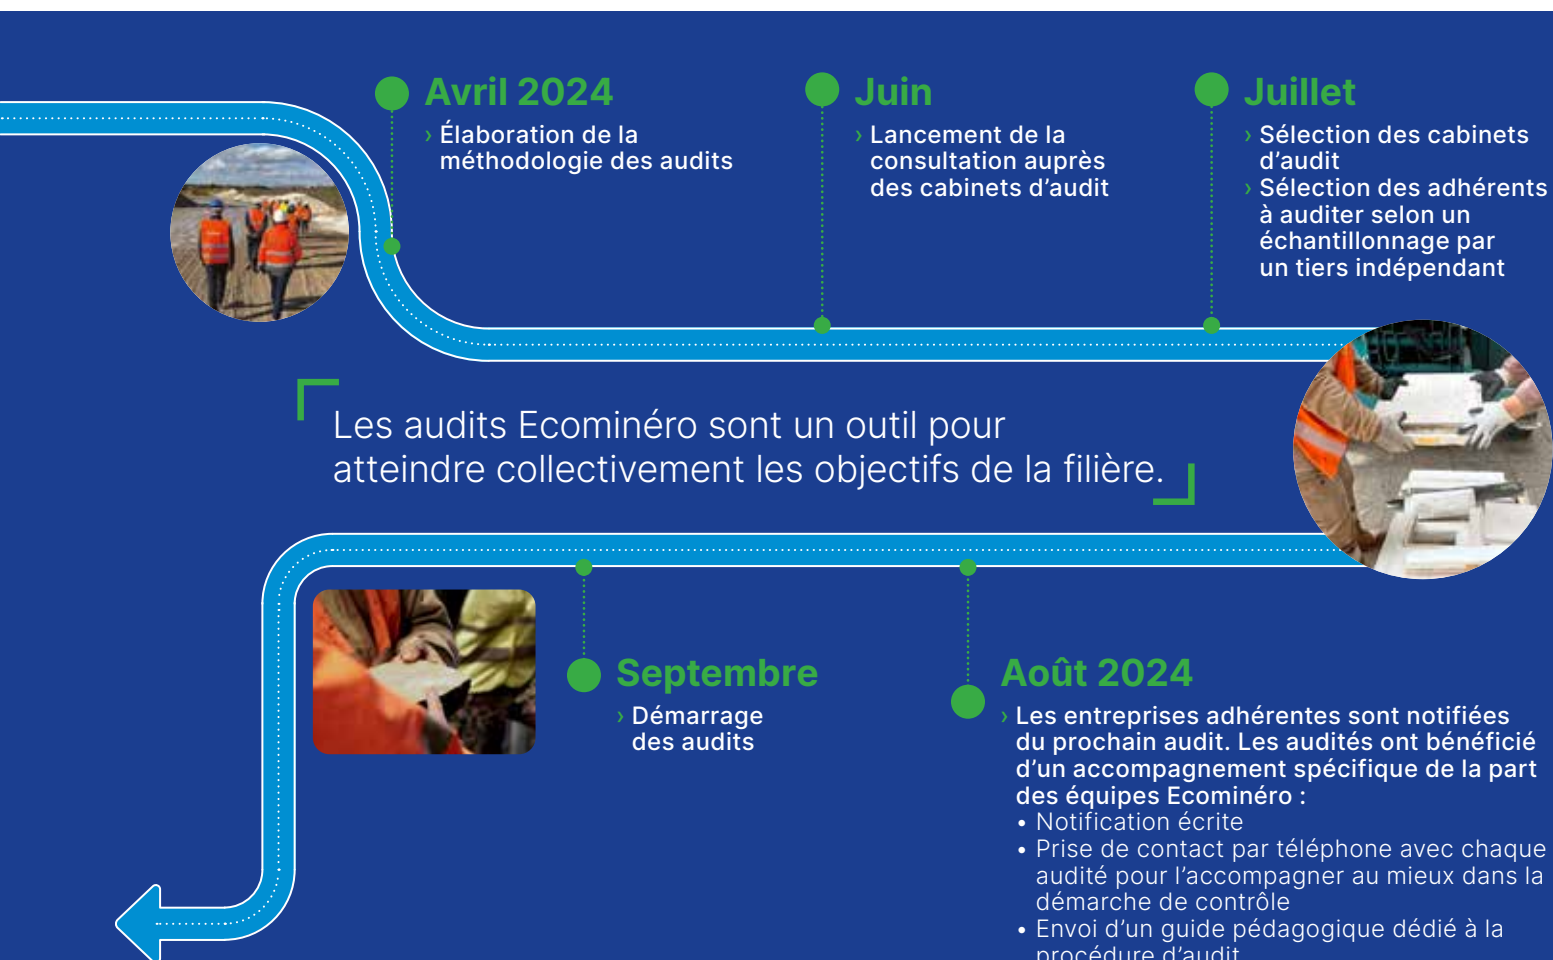 Avril 2024
› Élaboration de la
méthodologie des audits
Juin
› Lancement de la
consultation auprès
des cabinets d’audit
Juillet
› Sélection des cabinets
d’audit
› Sélection des adhérents
à auditer selon un
échantillonnage par
un tiers indépendant
Les audits Ecominéro sont un outil pour
atteindre collectivement les objectifs de la filière.
Août 2024
› Les entreprises adhérentes sont notifiées
du prochain audit. Les audités ont bénéficié
d’un accompagnement spécifique de la part
des équipes Ecominéro :
• Notification écrite
• Prise de contact par téléphone avec chaque
audité pour l’accompagner au mieux dans la
démarche de contrôle
• Envoi d’un guide pédagogique dédié à la
procédure d’audit
Septembre
› Démarrage
des audits